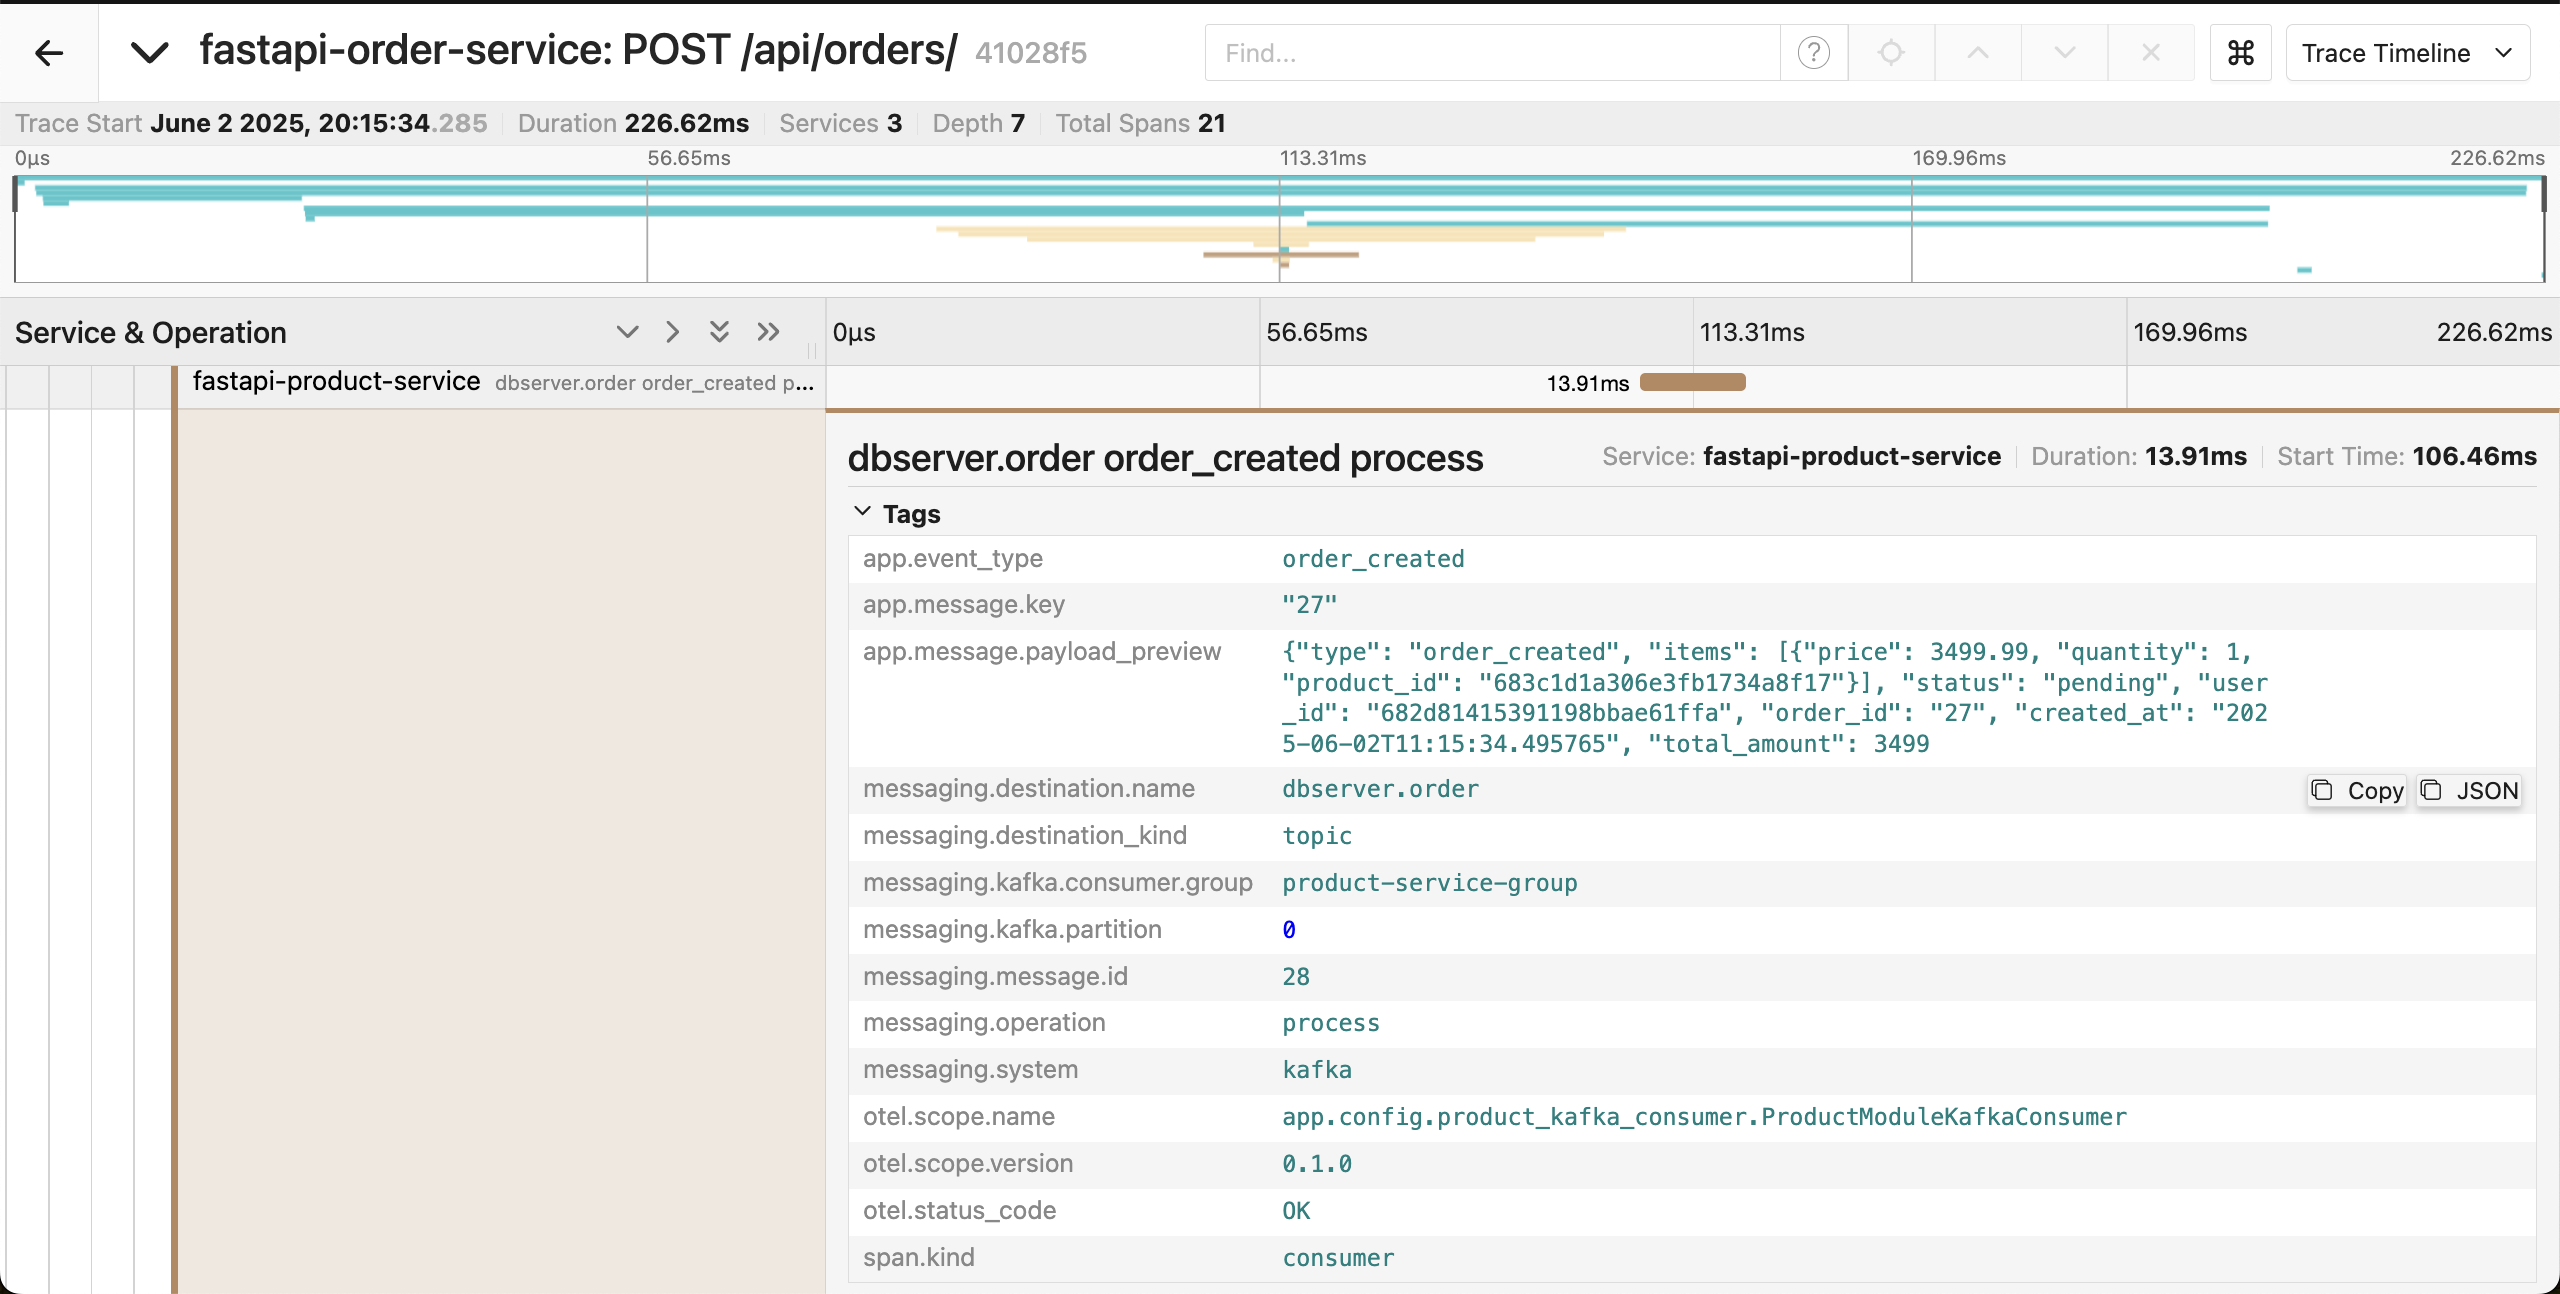 fastapi-order-service: POST /api/orders/ 41028f5
Find...
?
⌘
Trace Timeline
Trace Start June 2 2025, 20:15:34.285 Duration 226.62ms Services 3 Depth 7 Total Spans 21
0μs 56.65ms 113.31ms 169.96ms 226.62ms
Service & Operation
0μs 56.65ms 113.31ms 169.96ms 226.62ms
fastapi-product-service dbserver.order order_created p...
13.91ms
dbserver.order order_created process
Service: fastapi-product-service Duration: 13.91ms Start Time: 106.46ms
Tags
app.event_type order_created
app.message.key "27"
app.message.payload_preview {"type": "order_created", "items": [{"price": 3499.99, "quantity": 1,
"product_id": "683c1d1a306e3fb1734a8f17"}], "status": "pending", "user
_id": "682d81415391198bbae61ffa", "order_id": "27", "created_at": "202
5-06-02T11:15:34.495765", "total_amount": 3499
messaging.destination.name dbserver.order
Copy JSON
messaging.destination_kind topic
messaging.kafka.consumer.group product-service-group
messaging.kafka.partition 0
messaging.message.id 28
messaging.operation process
messaging.system kafka
otel.scope.name app.config.product_kafka_consumer.ProductModuleKafkaConsumer
otel.scope.version 0.1.0
otel.status_code OK
span.kind consumer